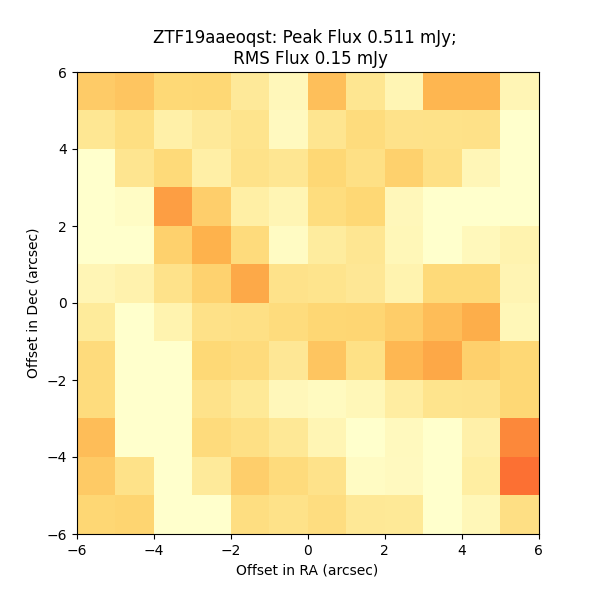 ZTF19aaeoqst: Peak Flux 0.511 mJy;
RMS Flux 0.15 mJy
6
4
2
0
−2
−4
−6
Offset in Dec (arcsec)
−6 −4 −2 0 2 4 6
Offset in RA (arcsec)